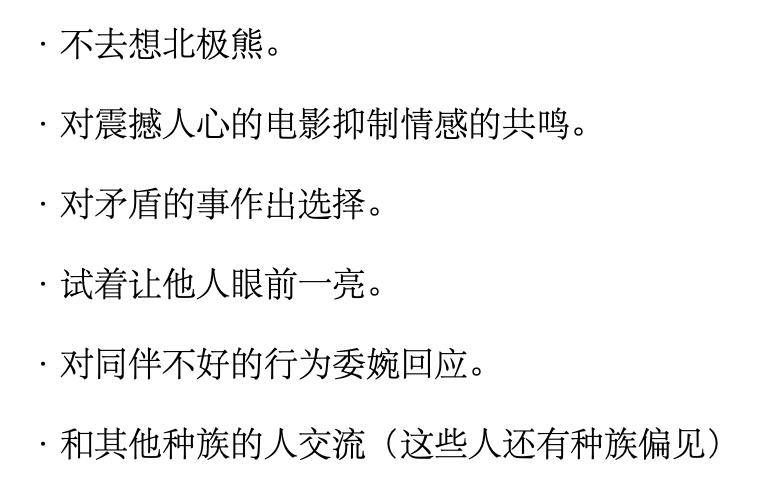 · 不去想北极熊。
· 对震撼人心的电影抑制情感的共鸣。
· 对矛盾的事作出选择。
· 试着让他人眼前一亮。
· 对同伴不好的行为委婉回应。
· 和其他种族的人交流（这些人还有种族偏见）